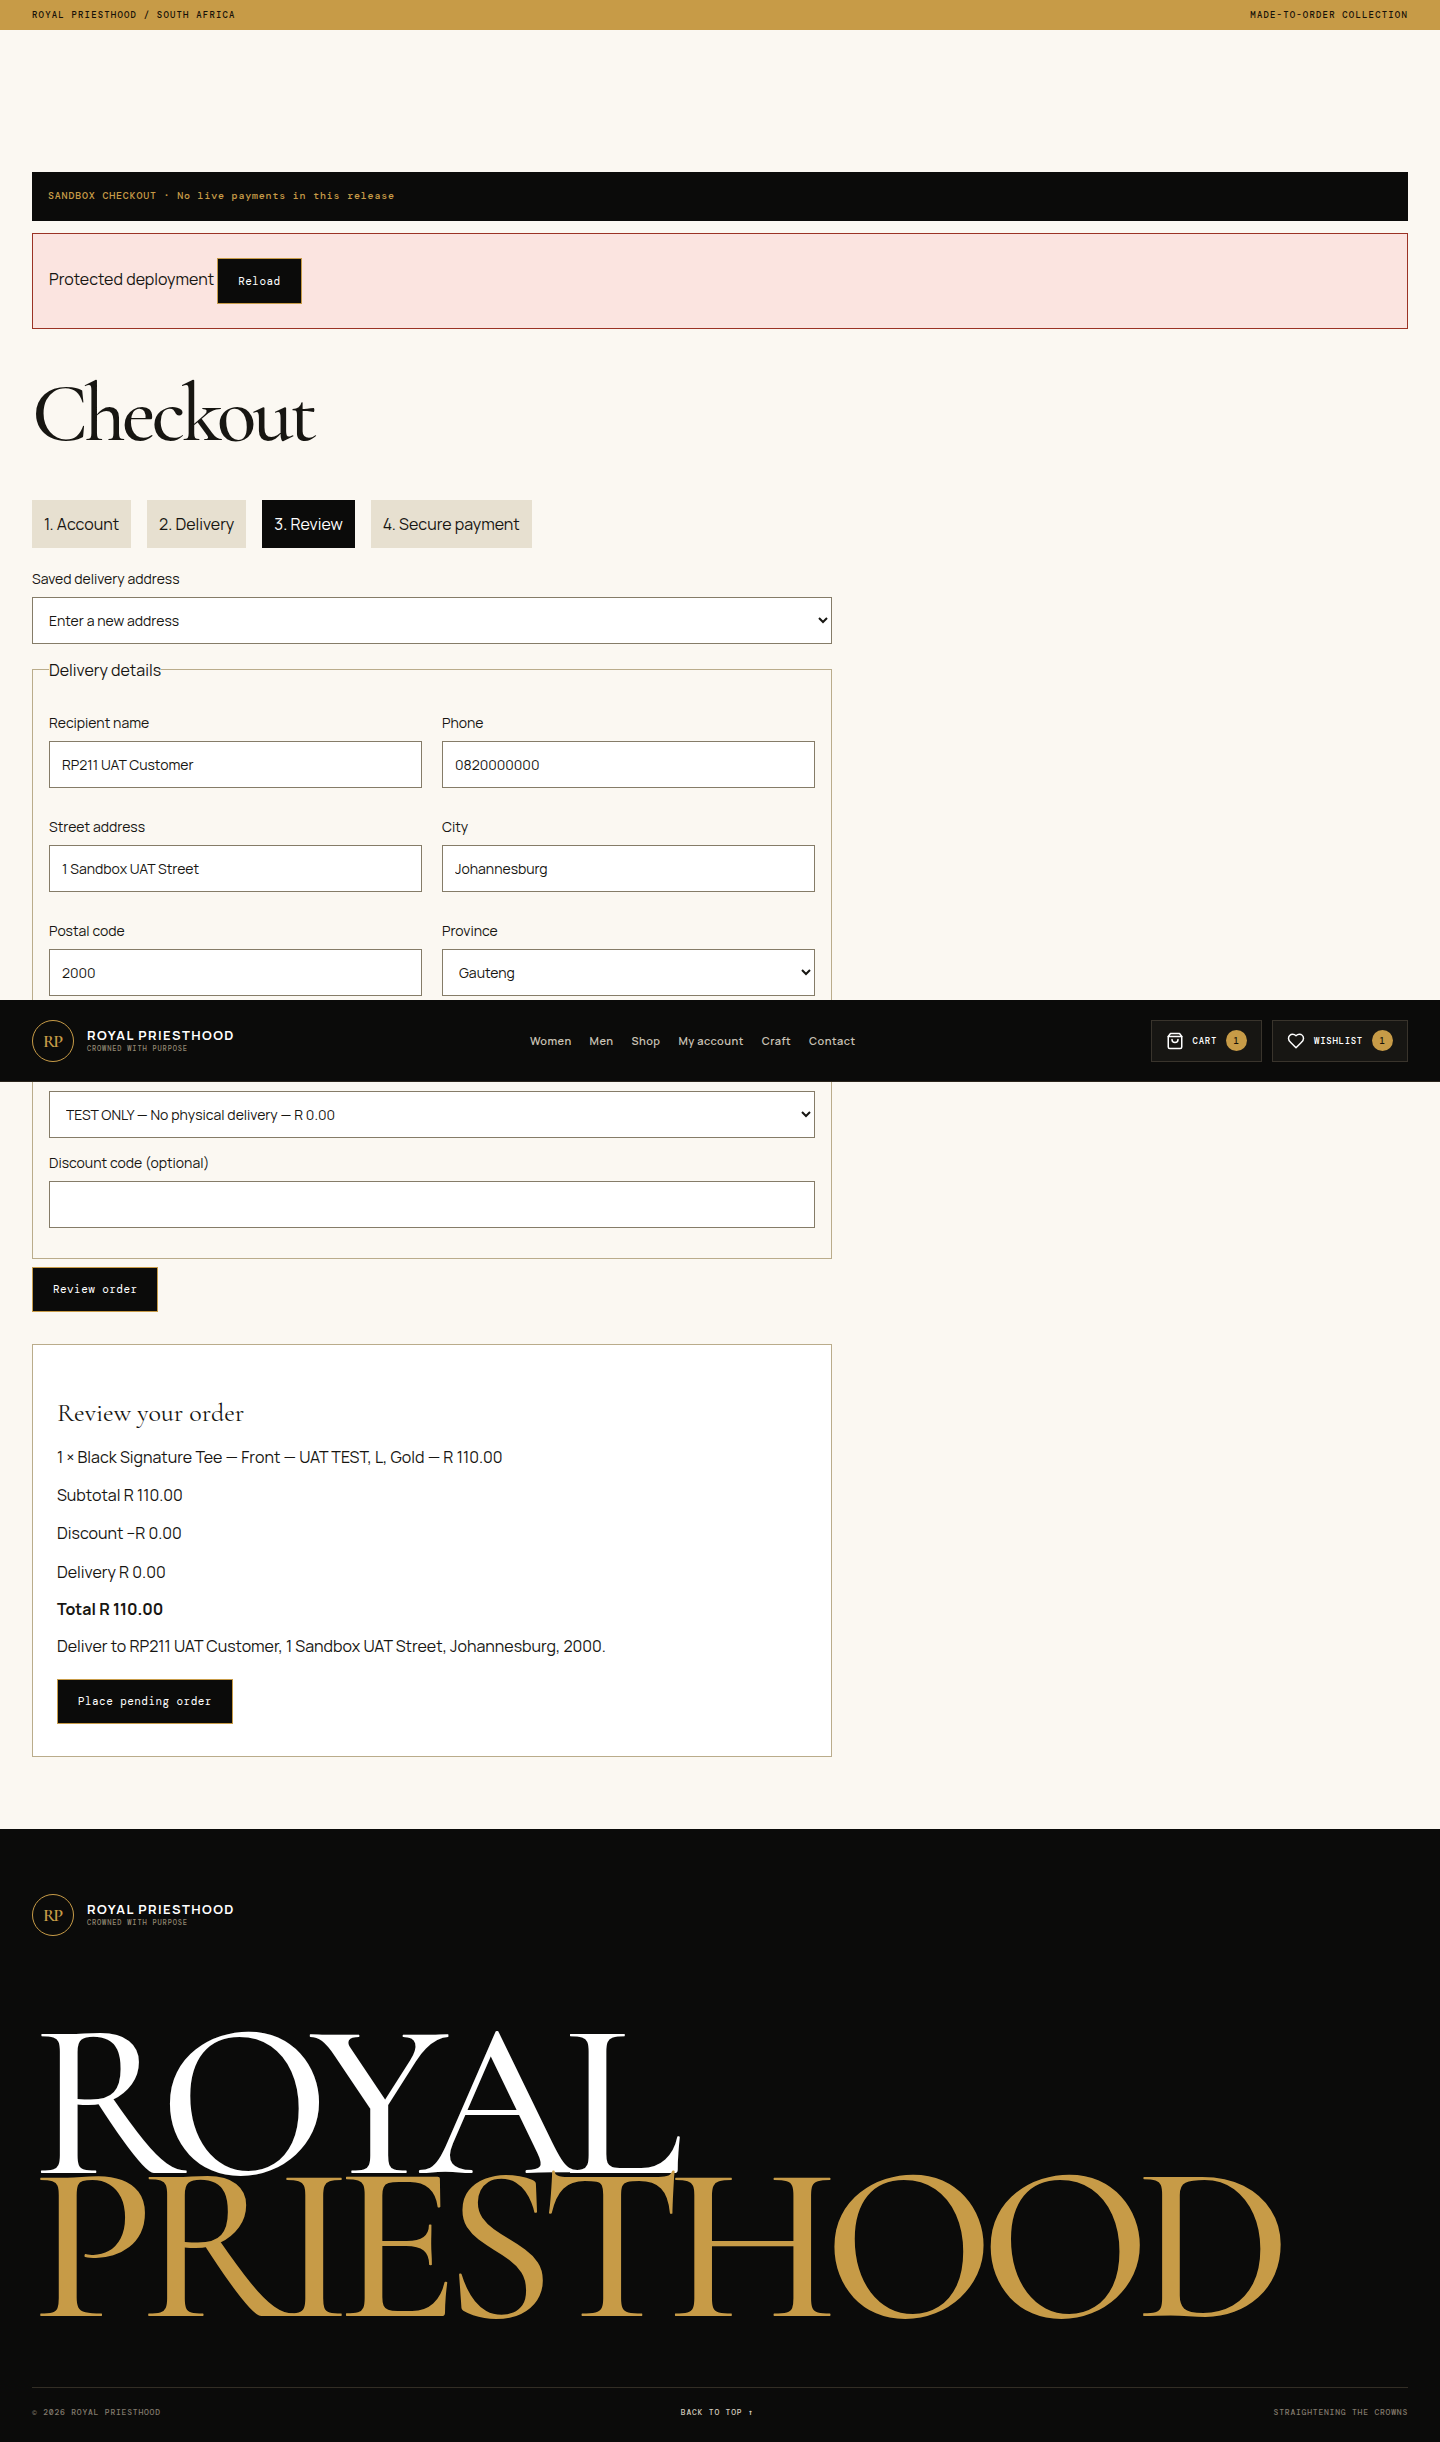 ROYAL PRIESTHOOD / SOUTH AFRICA
MADE-TO-ORDER COLLECTION
SANDBOX CHECKOUT · No live payments in this release
Protected deployment Reload
Checkout
1. Account 2. Delivery 3. Review 4. Secure payment
Saved delivery address
Enter a new address
Delivery details
Recipient name Phone
RP211 UAT Customer 0820000000
Street address City
1 Sandbox UAT Street Johannesburg
Postal code Province
2000 Gauteng
RP ROYAL PRIESTHOOD
CROWNED WITH PURPOSE
Women Men Shop My account Craft Contact
CART 1 WISHLIST 1
TEST ONLY — No physical delivery — R 0.00
Discount code (optional)
Review order
Review your order
1 × Black Signature Tee — Front — UAT TEST, L, Gold — R 110.00
Subtotal R 110.00
Discount −R 0.00
Delivery R 0.00
Total R 110.00
Deliver to RP211 UAT Customer, 1 Sandbox UAT Street, Johannesburg, 2000.
Place pending order
RP ROYAL PRIESTHOOD
CROWNED WITH PURPOSE
ROYAL
PRIESTHOOD
© 2026 ROYAL PRIESTHOOD
BACK TO TOP ↑
STRAIGHTENING THE CROWNS